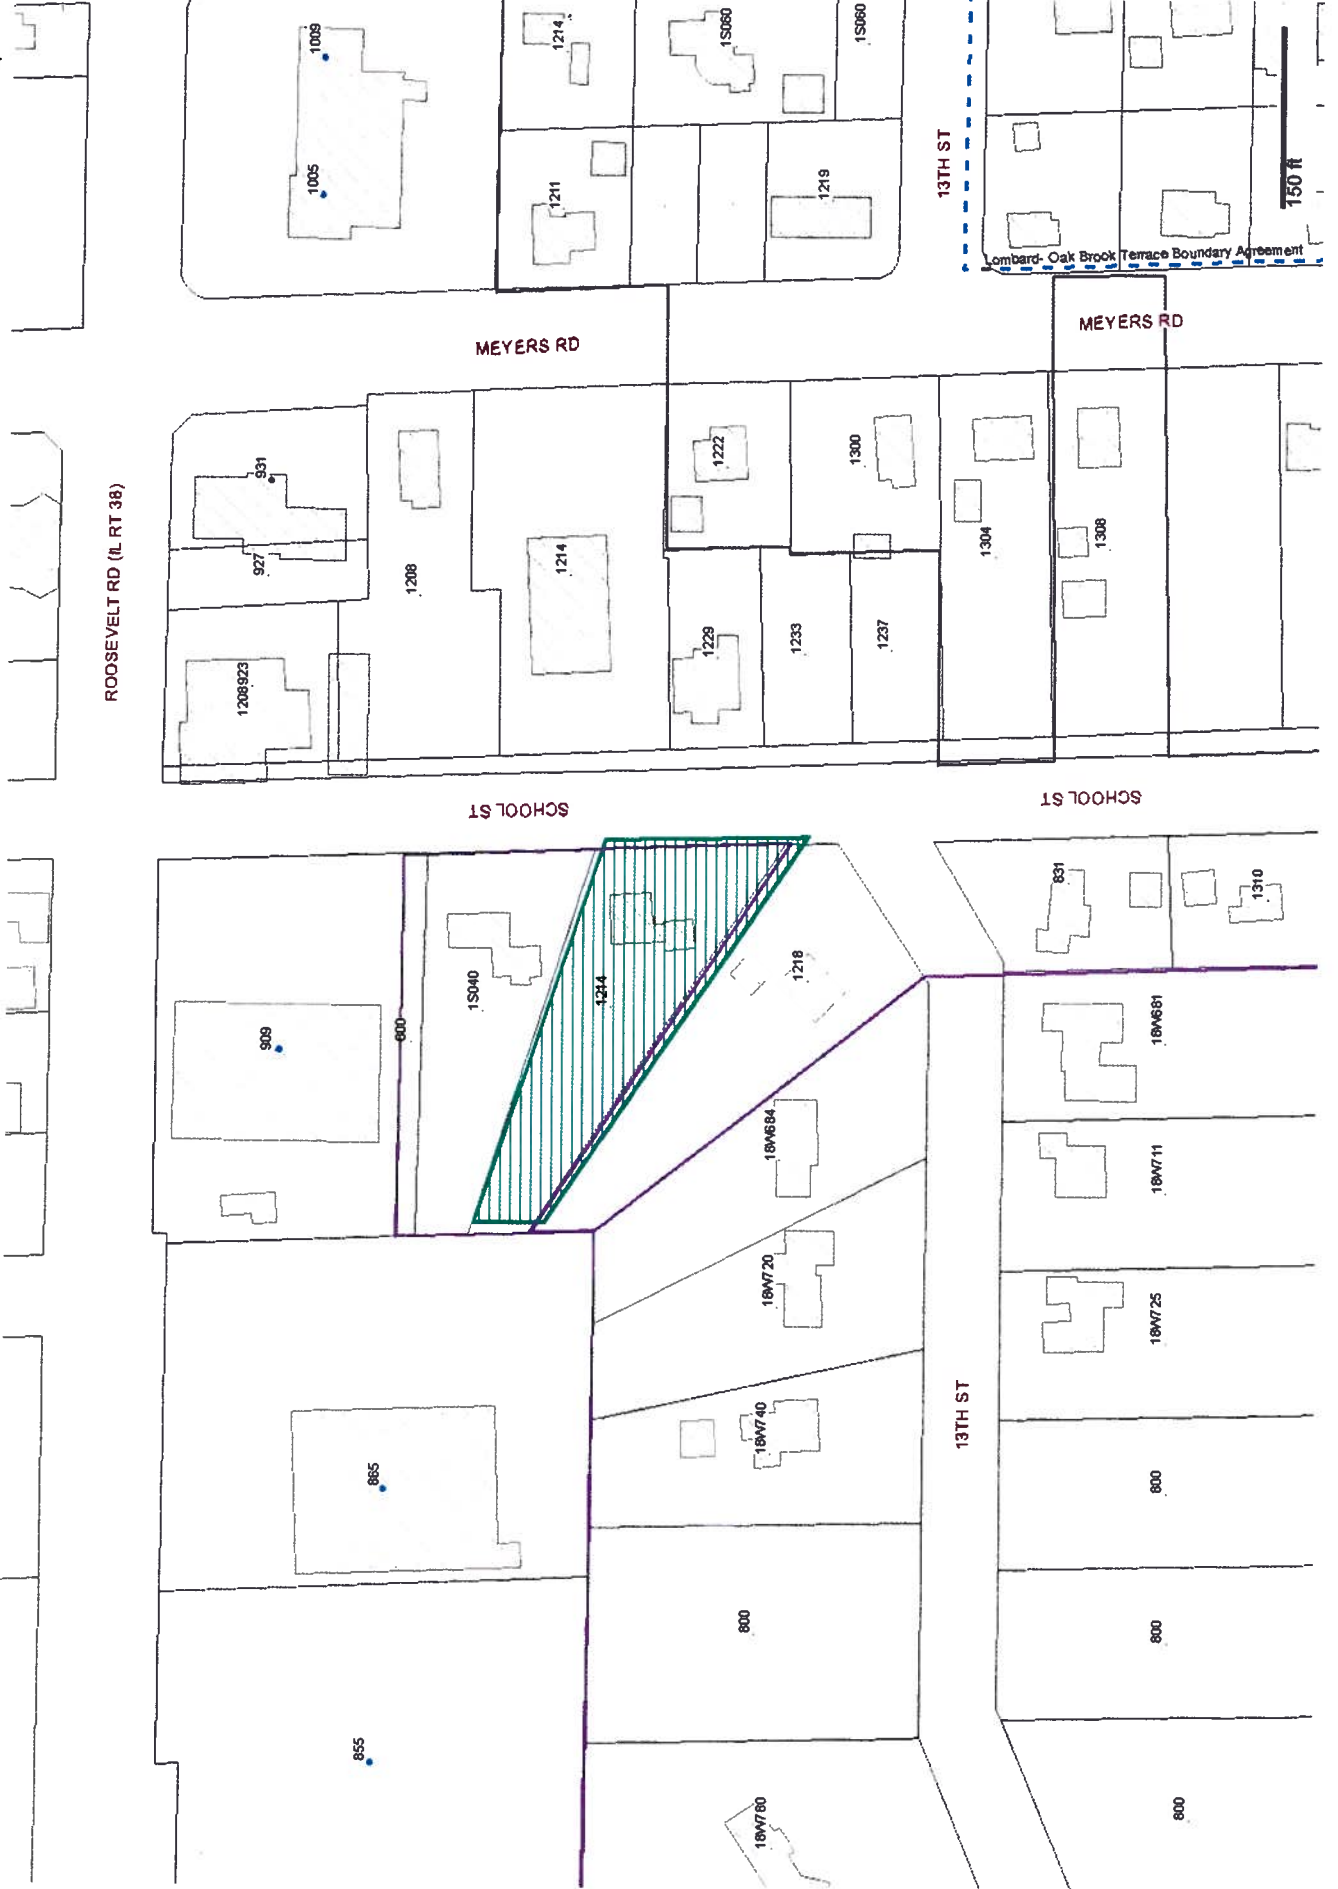 ROOSEVELT RD (IL RT 38)
855
865
909
1208923
927
931
1005
1009
600
1S040
1214
1218
SCHOOL ST
SCHOOL ST
1208
1214
1229
1233
1237
1222
1300
1304
1308
MEYERS RD
MEYERS RD
1211
1214
1S060
1S060
1219
13TH ST
Lombard- Oak Brook Terrace Boundary Agreement
150 ft
18W780
800
18W740
18W720
18W684
13TH ST
800
800
800
18W725
18W711
18W681
831
1310